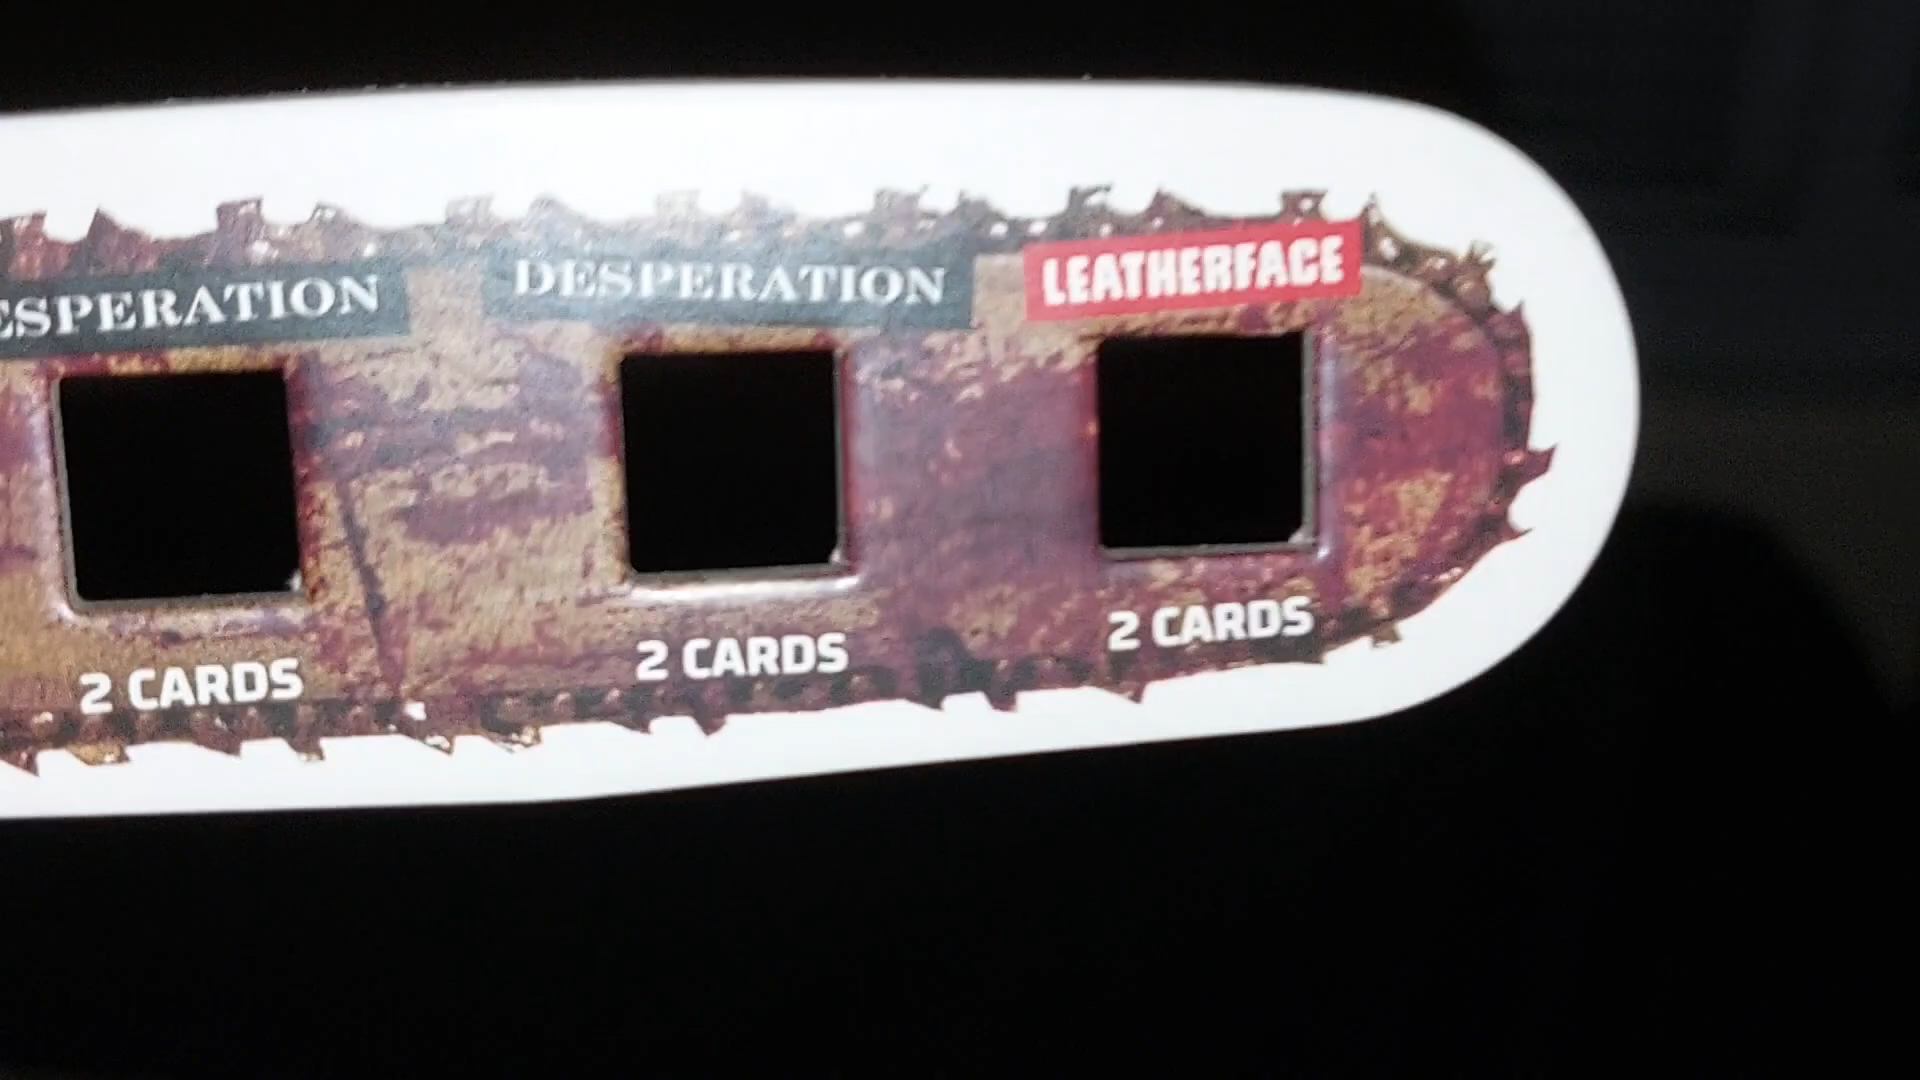 ESPERATION
DESPERATION
LEATHERFACE
2 CARDS
2 CARDS
2 CARDS